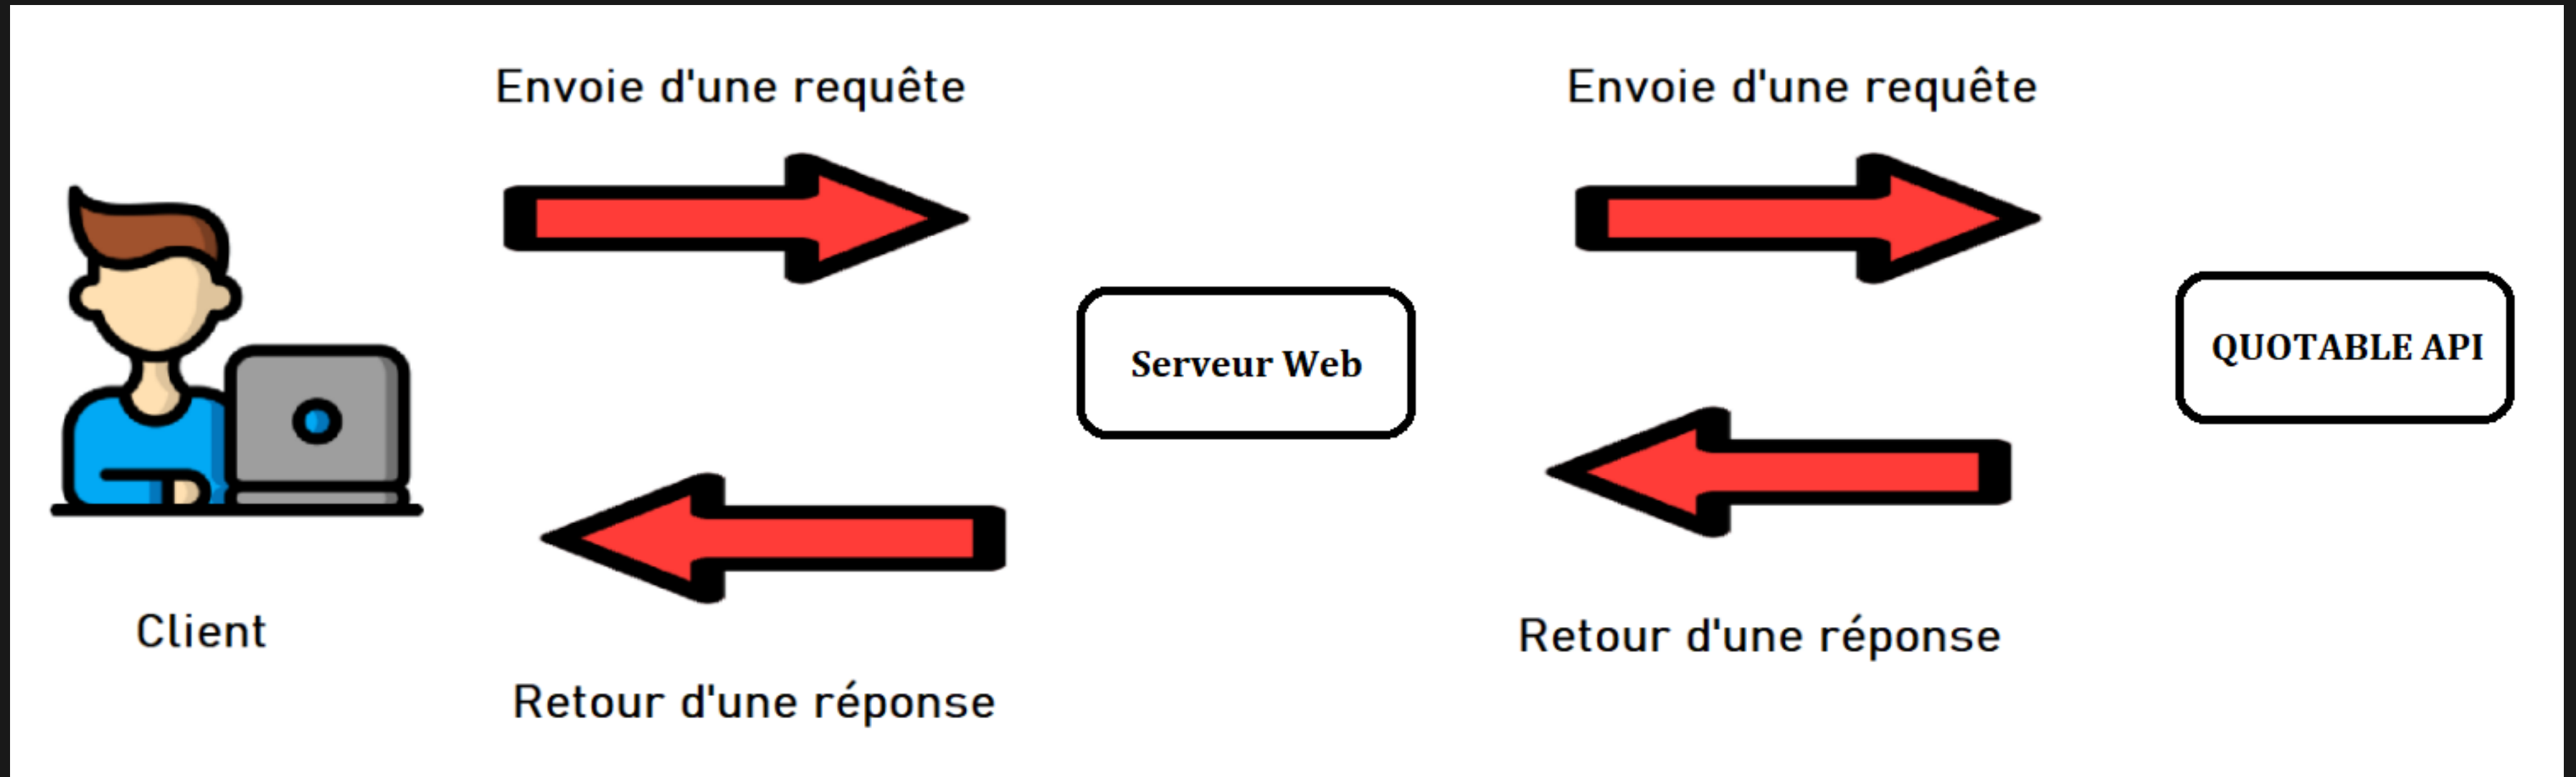 Envoie d'une requête
Envoie d'une requête
Serveur Web
QUOTABLE API
Client
Retour d'une réponse
Retour d'une réponse